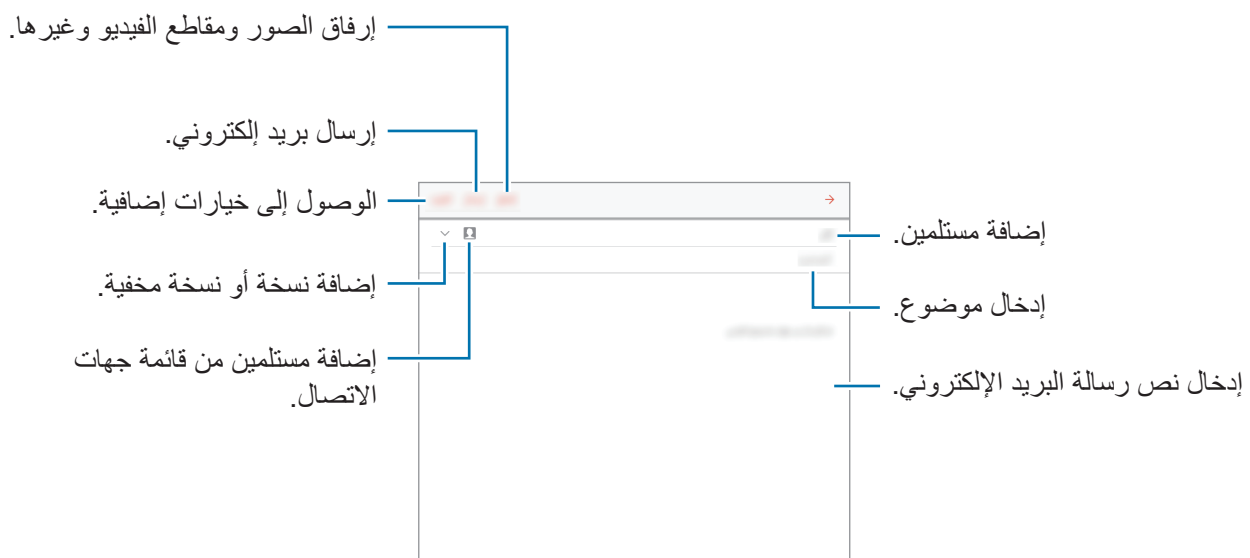 إرفاق الصور ومقاطع الفيديو وغيرها.
إرسال بريد إلكتروني.
الوصول إلى خيارات إضافية.
إضافة مستلمين.
إضافة نسخة أو نسخة مخفية.
إدخال موضوع.
إضافة مستلمين من قائمة جهات
الاتصال.
إدخال نص رسالة البريد الإلكتروني.